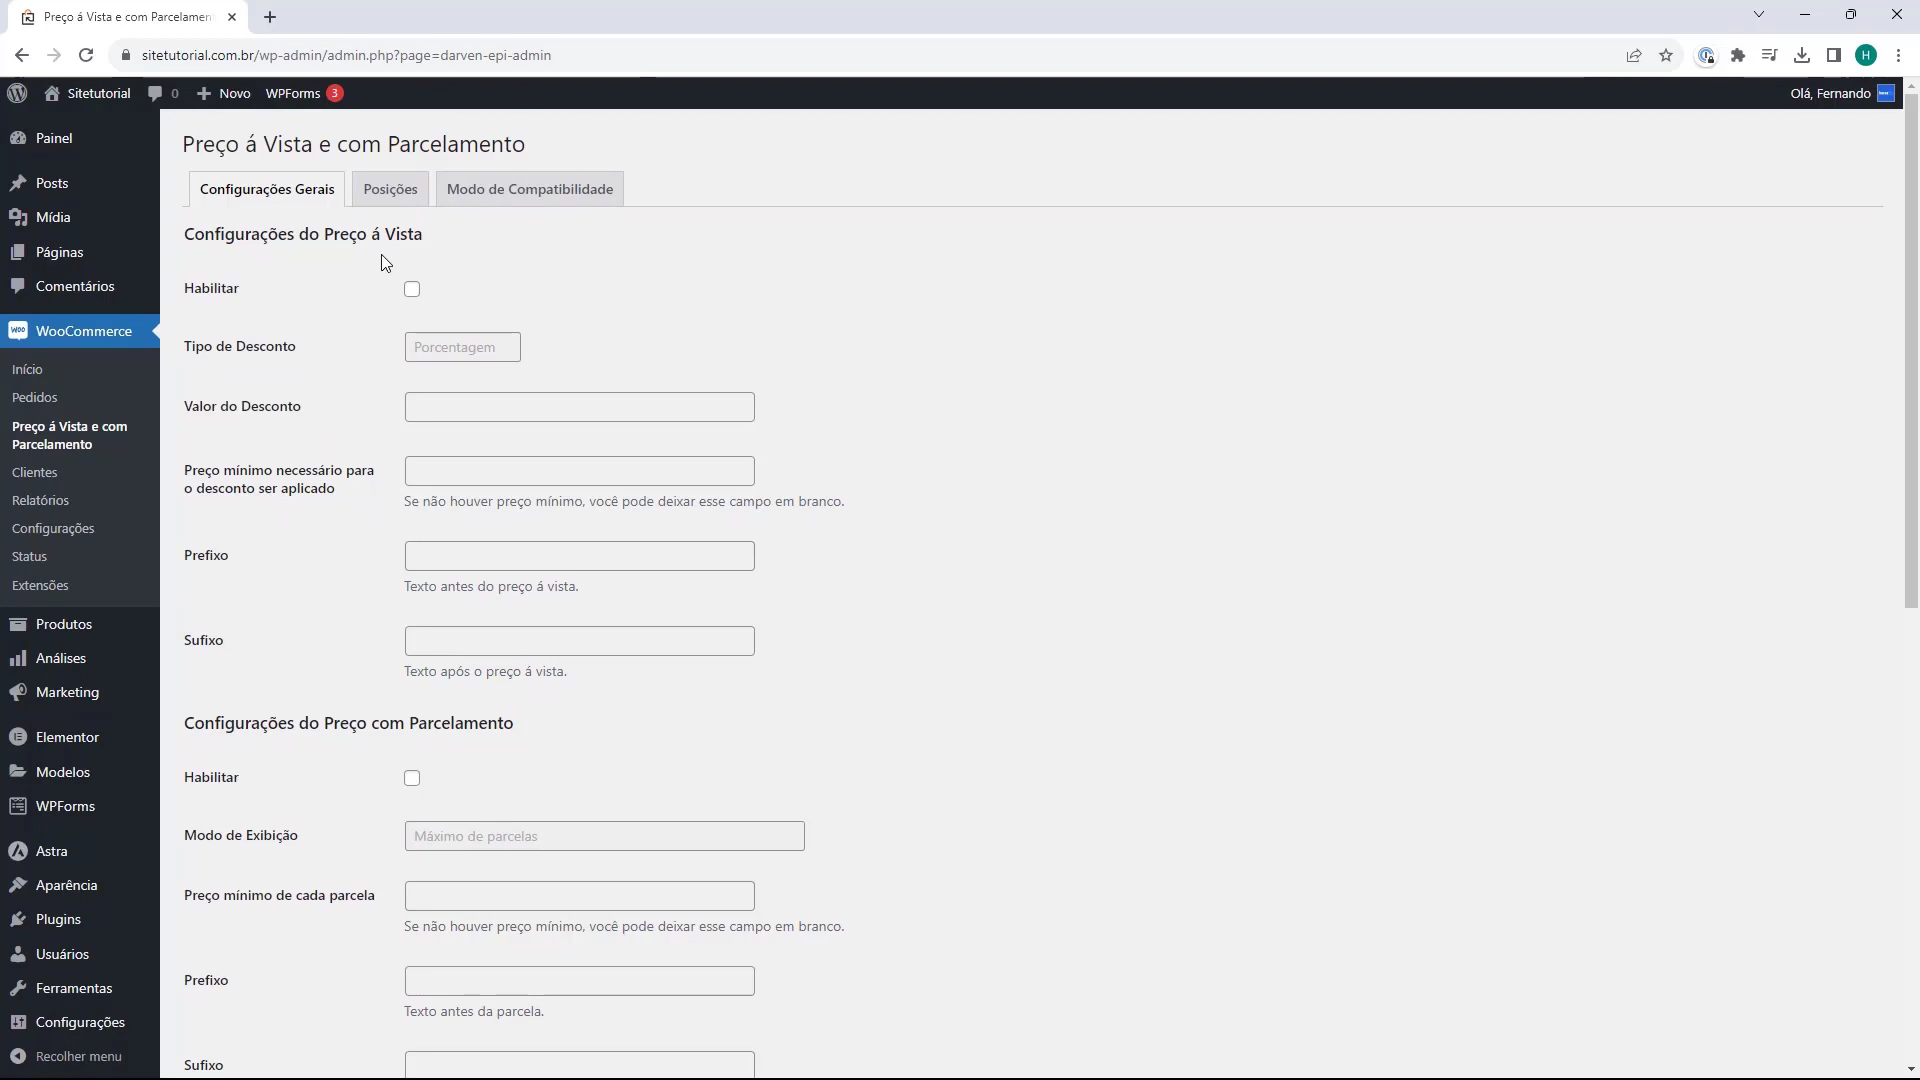 Preço á Vista e com Parcelamen
sitetutorial.com.br/wp-admin/admin.php?page=darven-epi-admin
H
Sitetutorial
0
Novo
WPForms 3
Olá, Fernando
Painel
Posts
Mídia
Páginas
Comentários
WooCommerce
Início
Pedidos
Preço á Vista e com
Parcelamento
Clientes
Relatórios
Configurações
Status
Extensões
Produtos
Análises
Marketing
Elementor
Modelos
WPForms
Astra
Aparência
Plugins
Usuários
Ferramentas
Configurações
Recolher menu
Preço á Vista e com Parcelamento
Configurações Gerais
Posições
Modo de Compatibilidade
Configurações do Preço á Vista
Habilitar
Tipo de Desconto
Porcentagem
Valor do Desconto
Preço mínimo necessário para
o desconto ser aplicado
Se não houver preço mínimo, você pode deixar esse campo em branco.
Prefixo
Texto antes do preço á vista.
Sufixo
Texto após o preço á vista.
Configurações do Preço com Parcelamento
Habilitar
Modo de Exibição
Máximo de parcelas
Preço mínimo de cada parcela
Se não houver preço mínimo, você pode deixar esse campo em branco.
Prefixo
Texto antes da parcela.
Sufixo